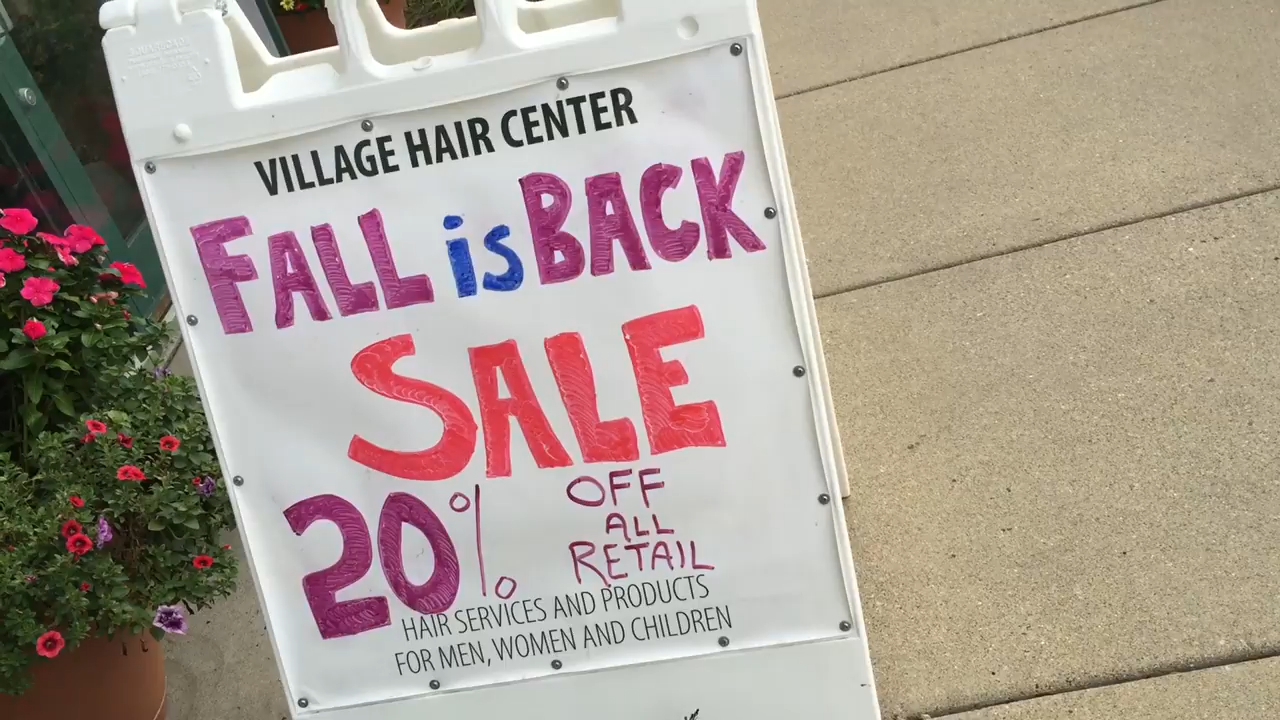 VILLAGE HAIR CENTER
FALL is BACK
SALE
20% OFF
ALL
RETAIL
HAIR SERVICES AND PRODUCTS
FOR MEN, WOMEN AND CHILDREN